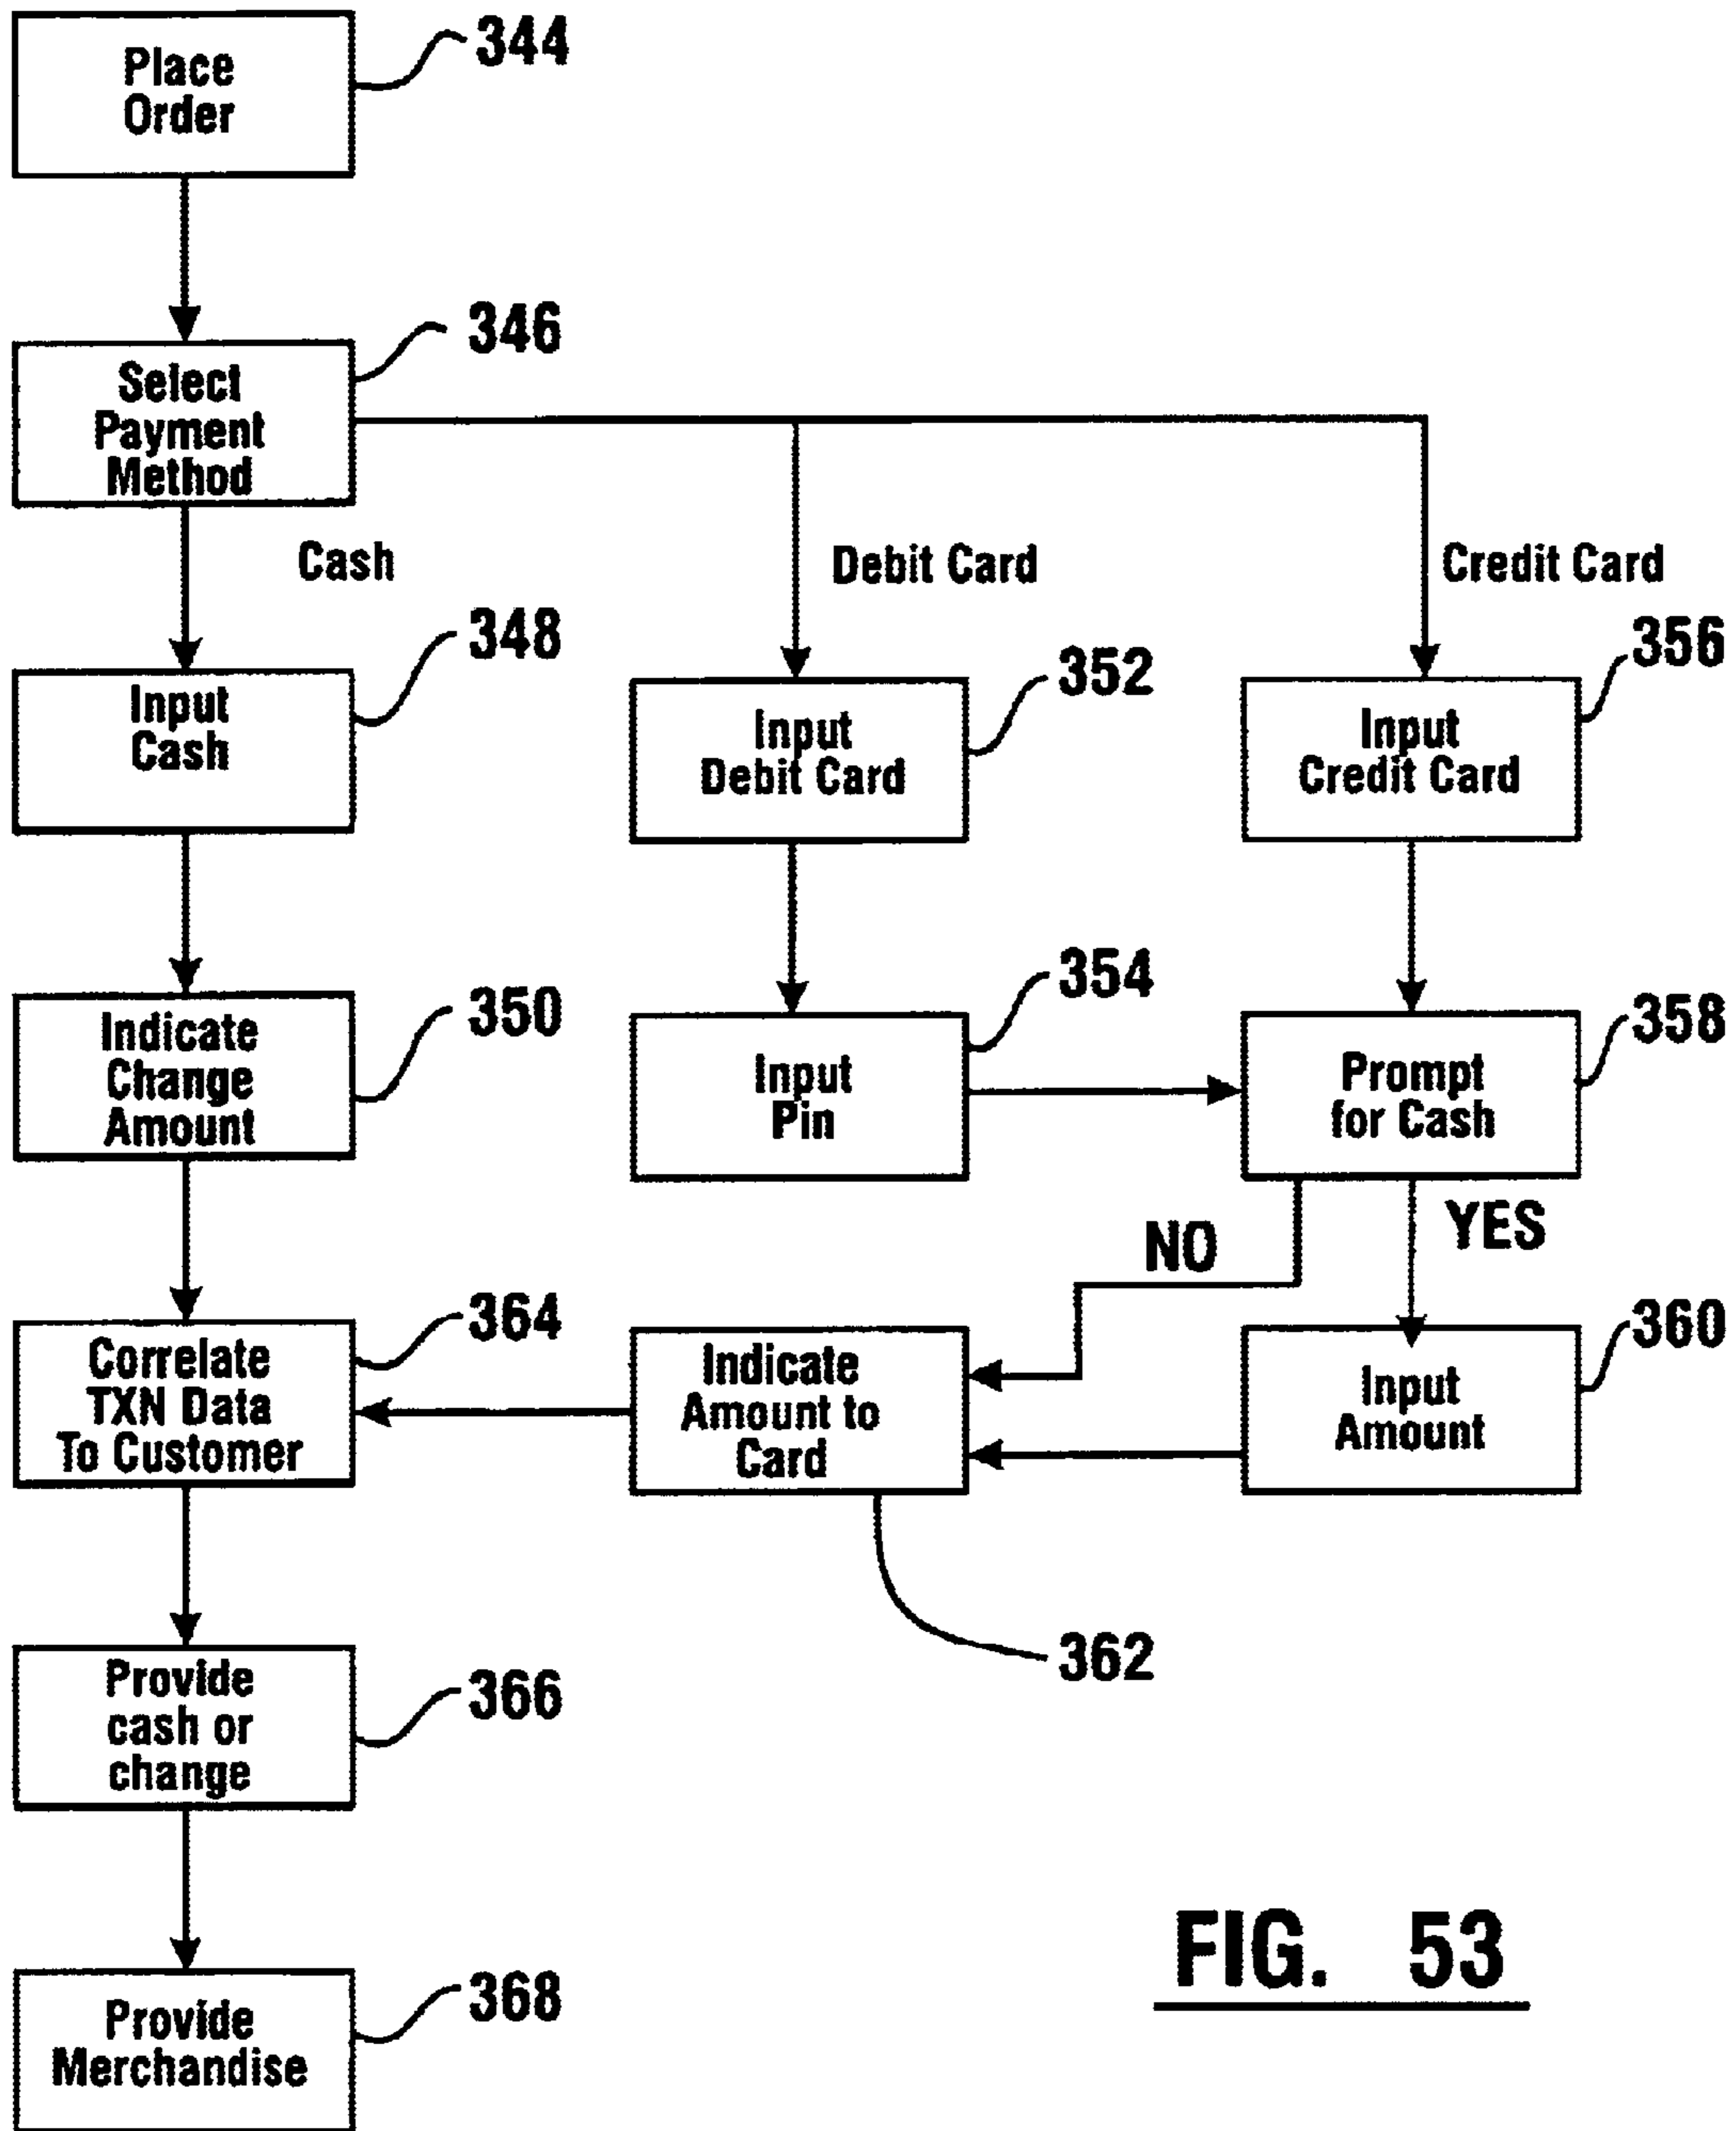 Place
Order
344
Select
Payment
Method
346
Cash
Debit Card
Credit Card
Input
Cash
348
Input
Debit Card
352
Input
Credit Card
356
Indicate
Change
Amount
350
Input
Pin
354
Prompt
for Cash
358
NO
YES
Correlate
TXN Data
To Customer
364
Indicate
Amount to
Card
362
Input
Amount
360
Provide
cash or
change
366
Provide
Merchandise
368
FIG. 53